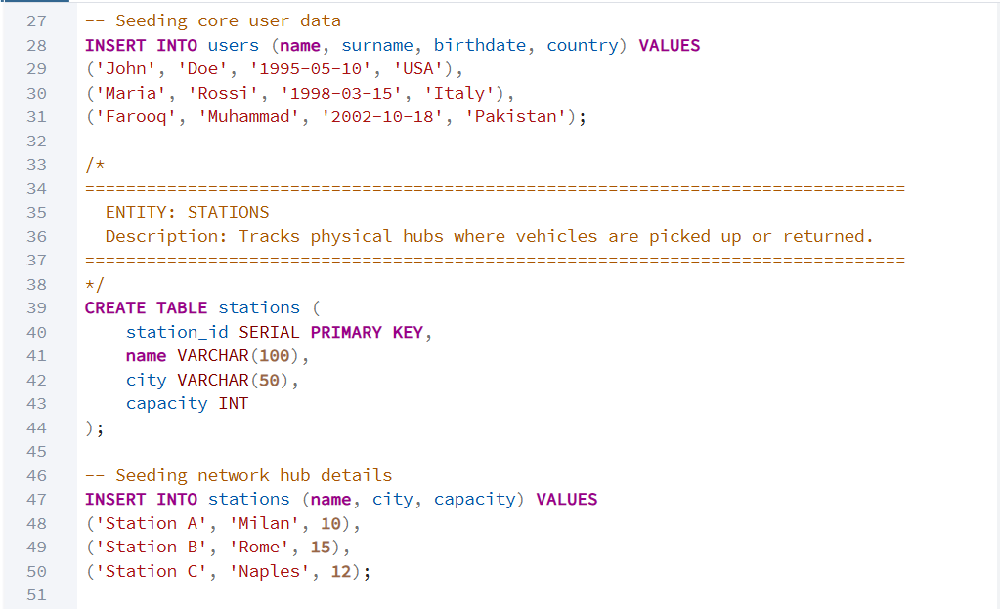 27 -- Seeding core user data
28 INSERT INTO users (name, surname, birthdate, country) VALUES
29 ('John', 'Doe', '1995-05-10', 'USA'),
30 ('Maria', 'Rossi', '1998-03-15', 'Italy'),
31 ('Farooq', 'Muhammad', '2002-10-18', 'Pakistan');
32
33 /*
34 ================================================================================
35   ENTITY: STATIONS
36   Description: Tracks physical hubs where vehicles are picked up or returned.
37 ================================================================================
38 */
39 CREATE TABLE stations (
40     station_id SERIAL PRIMARY KEY,
41     name VARCHAR(100),
42     city VARCHAR(50),
43     capacity INT
44 );
45
46 -- Seeding network hub details
47 INSERT INTO stations (name, city, capacity) VALUES
48 ('Station A', 'Milan', 10),
49 ('Station B', 'Rome', 15),
50 ('Station C', 'Naples', 12);
51